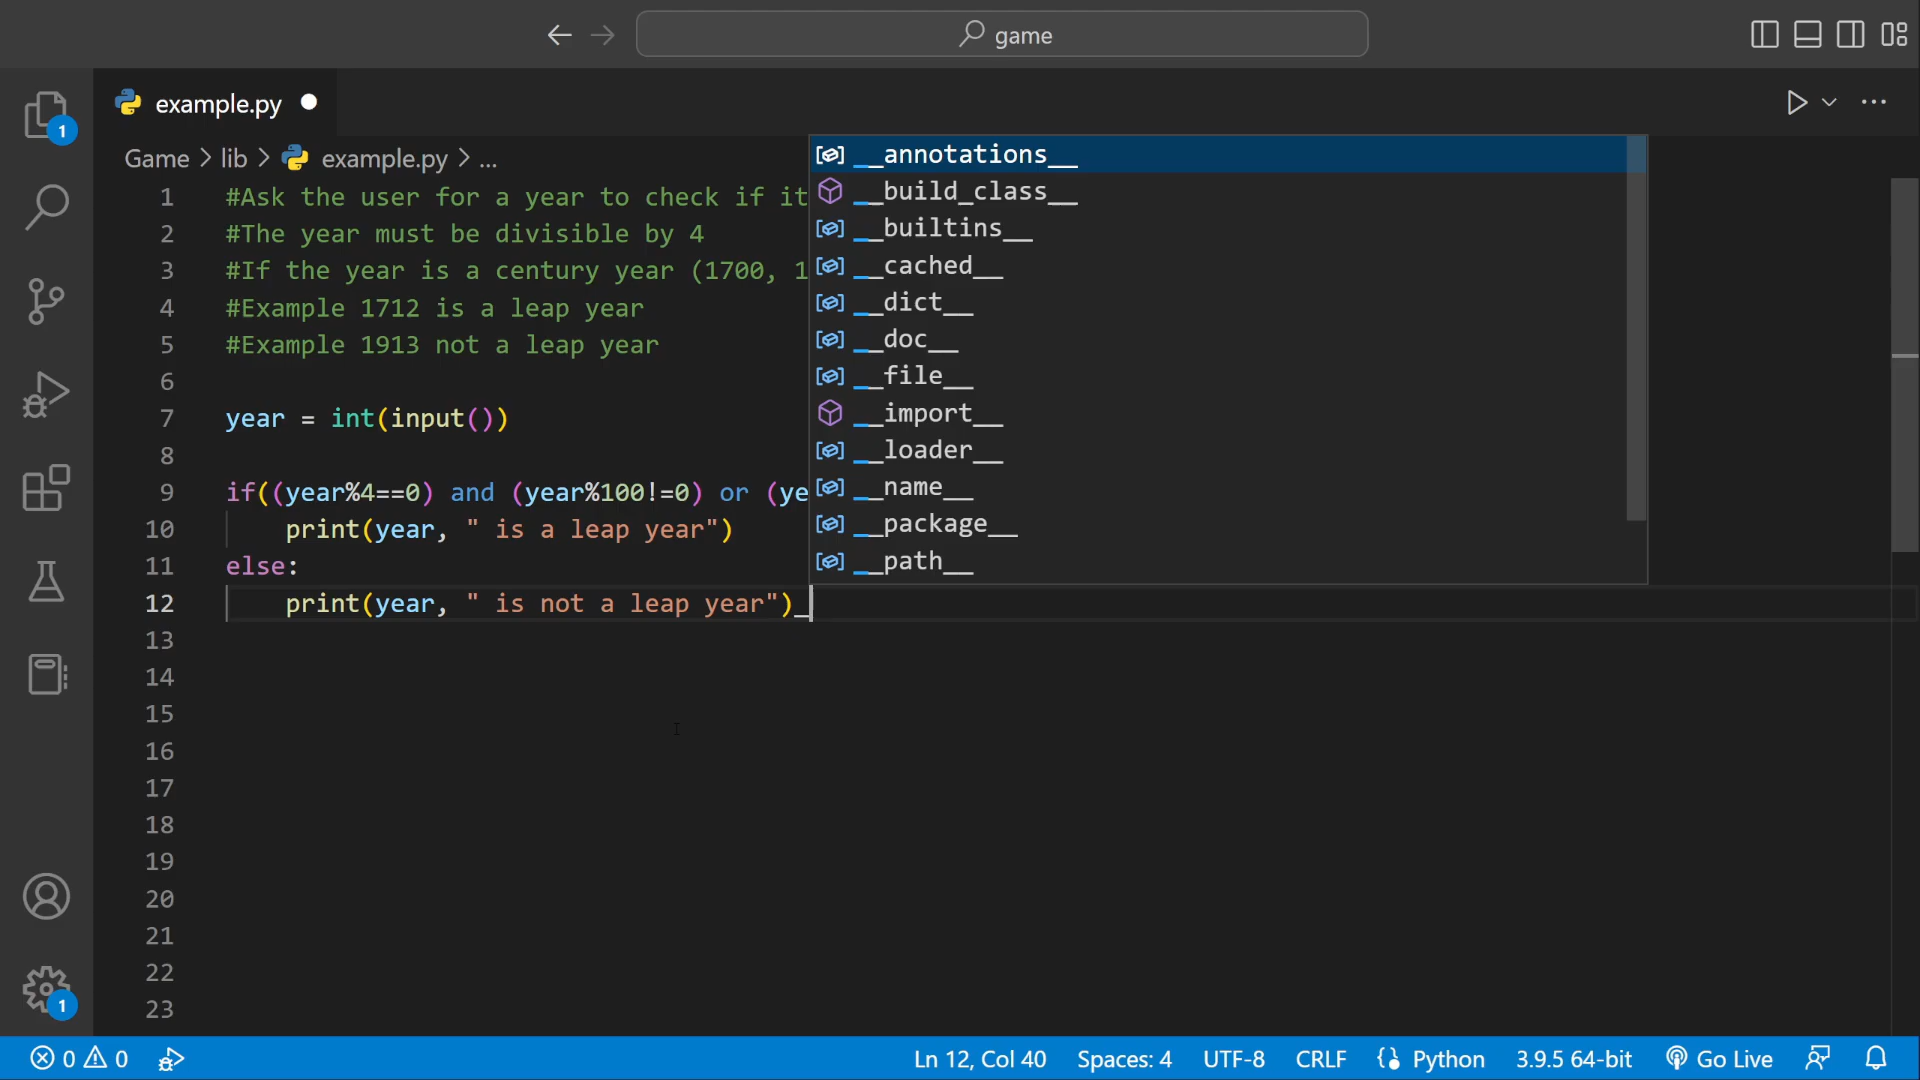 game
example.py
Game > lib > example.py > ...
1 #Ask the user for a year to check if it
2 #The year must be divisible by 4
3 #If the year is a century year (1700, 1
4 #Example 1712 is a leap year
5 #Example 1913 not a leap year
6
7 year = int(input())
8
9 if((year%4==0) and (year%100!=0) or (ye
10 print(year, " is a leap year")
11 else:
12 print(year, " is not a leap year")_
13
14
15
16
17
18
19
20
21
22
23
__annotations__
__build_class__
__builtins__
__cached__
__dict__
__doc__
__file__
__import__
__loader__
__name__
__package__
__path__
1
1
0 0 Ln 12, Col 40 Spaces: 4 UTF-8 CRLF Python 3.9.5 64-bit Go Live